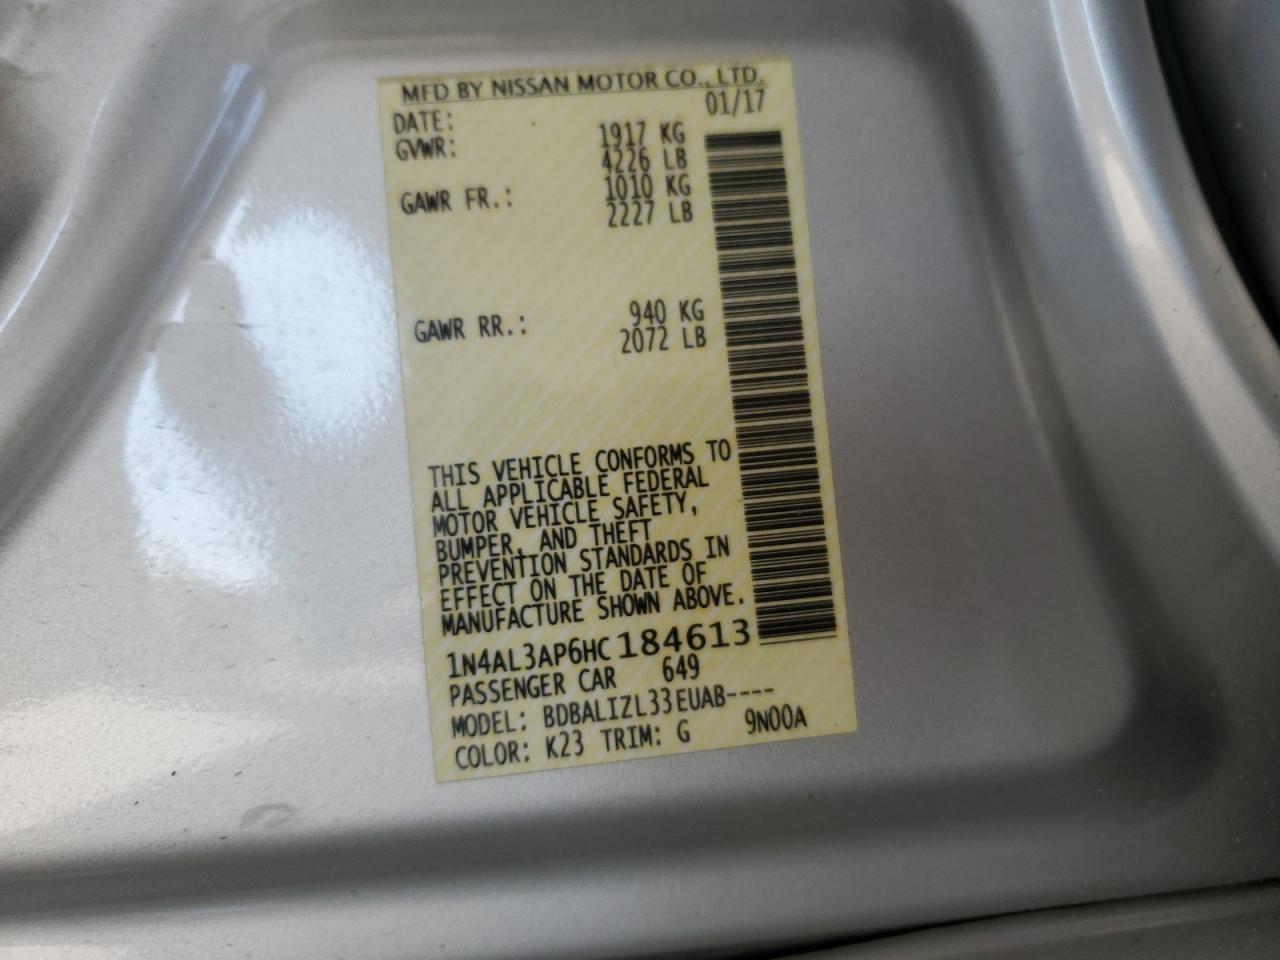 MFD BY NISSAN MOTOR CO., LTD.
DATE: 01/17
GVWR: 1917 KG
4226 LB
GAWR FR.: 1010 KG
2227 LB
GAWR RR.: 940 KG
2072 LB
THIS VEHICLE CONFORMS TO
ALL APPLICABLE FEDERAL
MOTOR VEHICLE SAFETY,
BUMPER, AND THEFT
PREVENTION STANDARDS IN
EFFECT ON THE DATE OF
MANUFACTURE SHOWN ABOVE.
1N4AL3AP6HC184613
PASSENGER CAR 649
MODEL: BDBALIZL33EUAB----
COLOR: K23 TRIM: G 9N00A